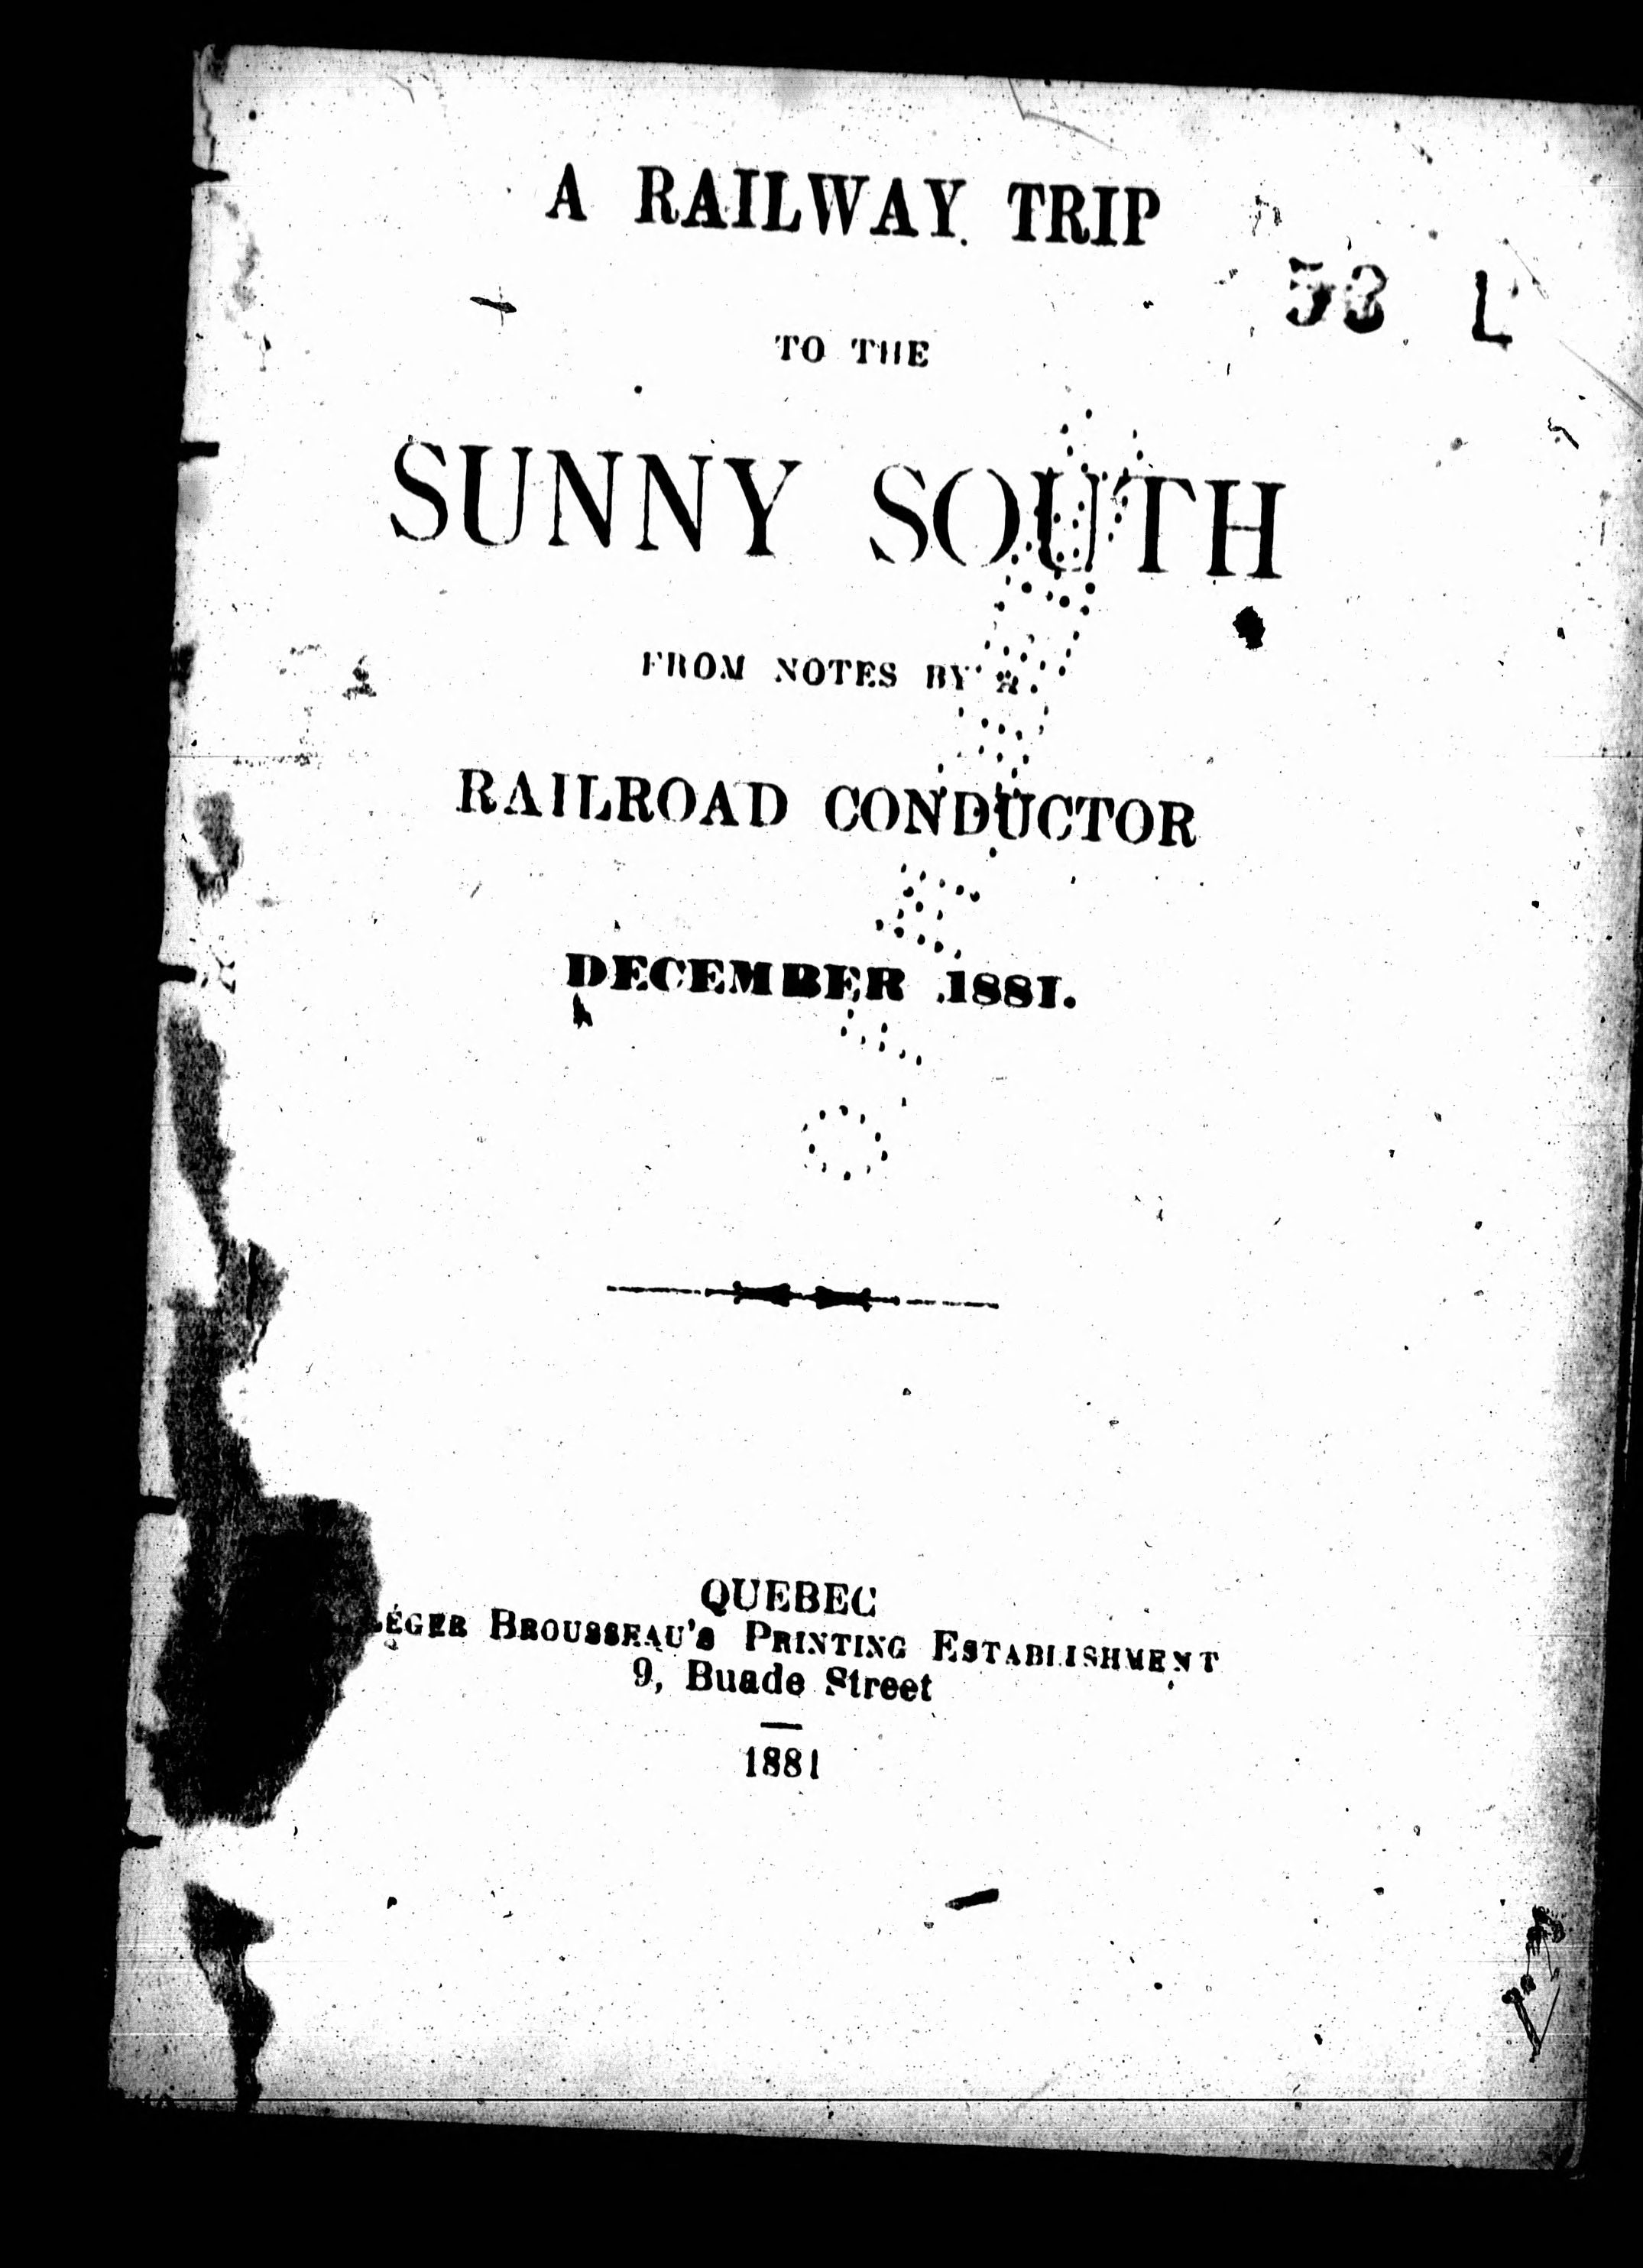 A RAILWAY TRIP
53 L
TO THE
SUNNY SOUTH
FROM NOTES BY a
RAILROAD CONDUCTOR
DECEMBER 1881.
QUEBEC
LÉGER BROUSSEAU'S PRINTING ESTABLISHMENT
9, Buade Street
1881